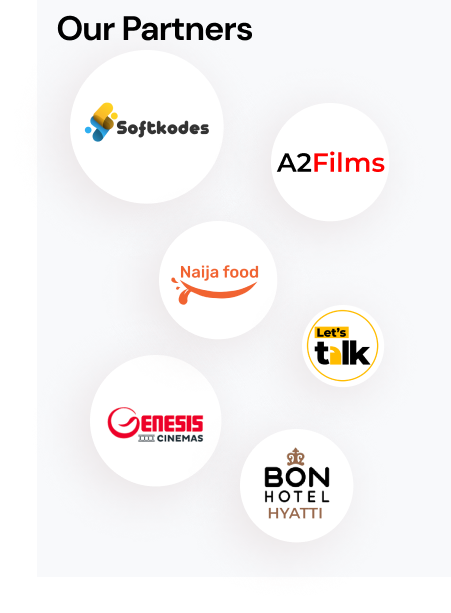 Our Partners
Softkodes
A2Films
Naija food
Let's
talk
GENESIS
CINEMAS
BON
HOTEL
HYATTI